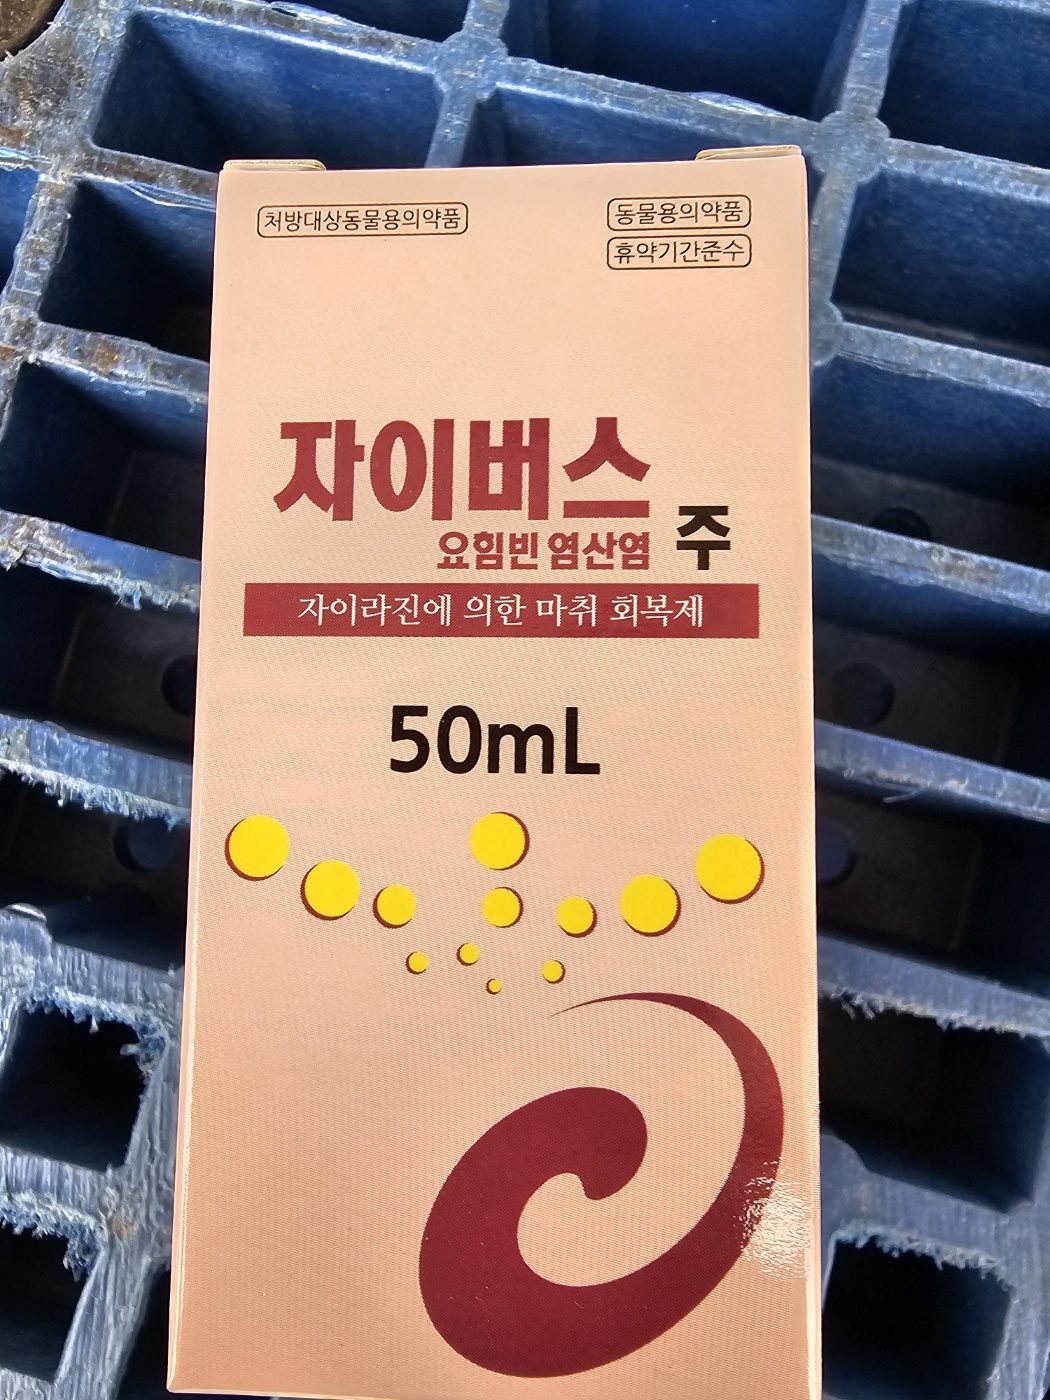 처방대상동물용의약품
동물용의약품
휴약기간준수
자이버스 주
요힘빈 염산염
자이라진에 의한 마취 회복제
50mL